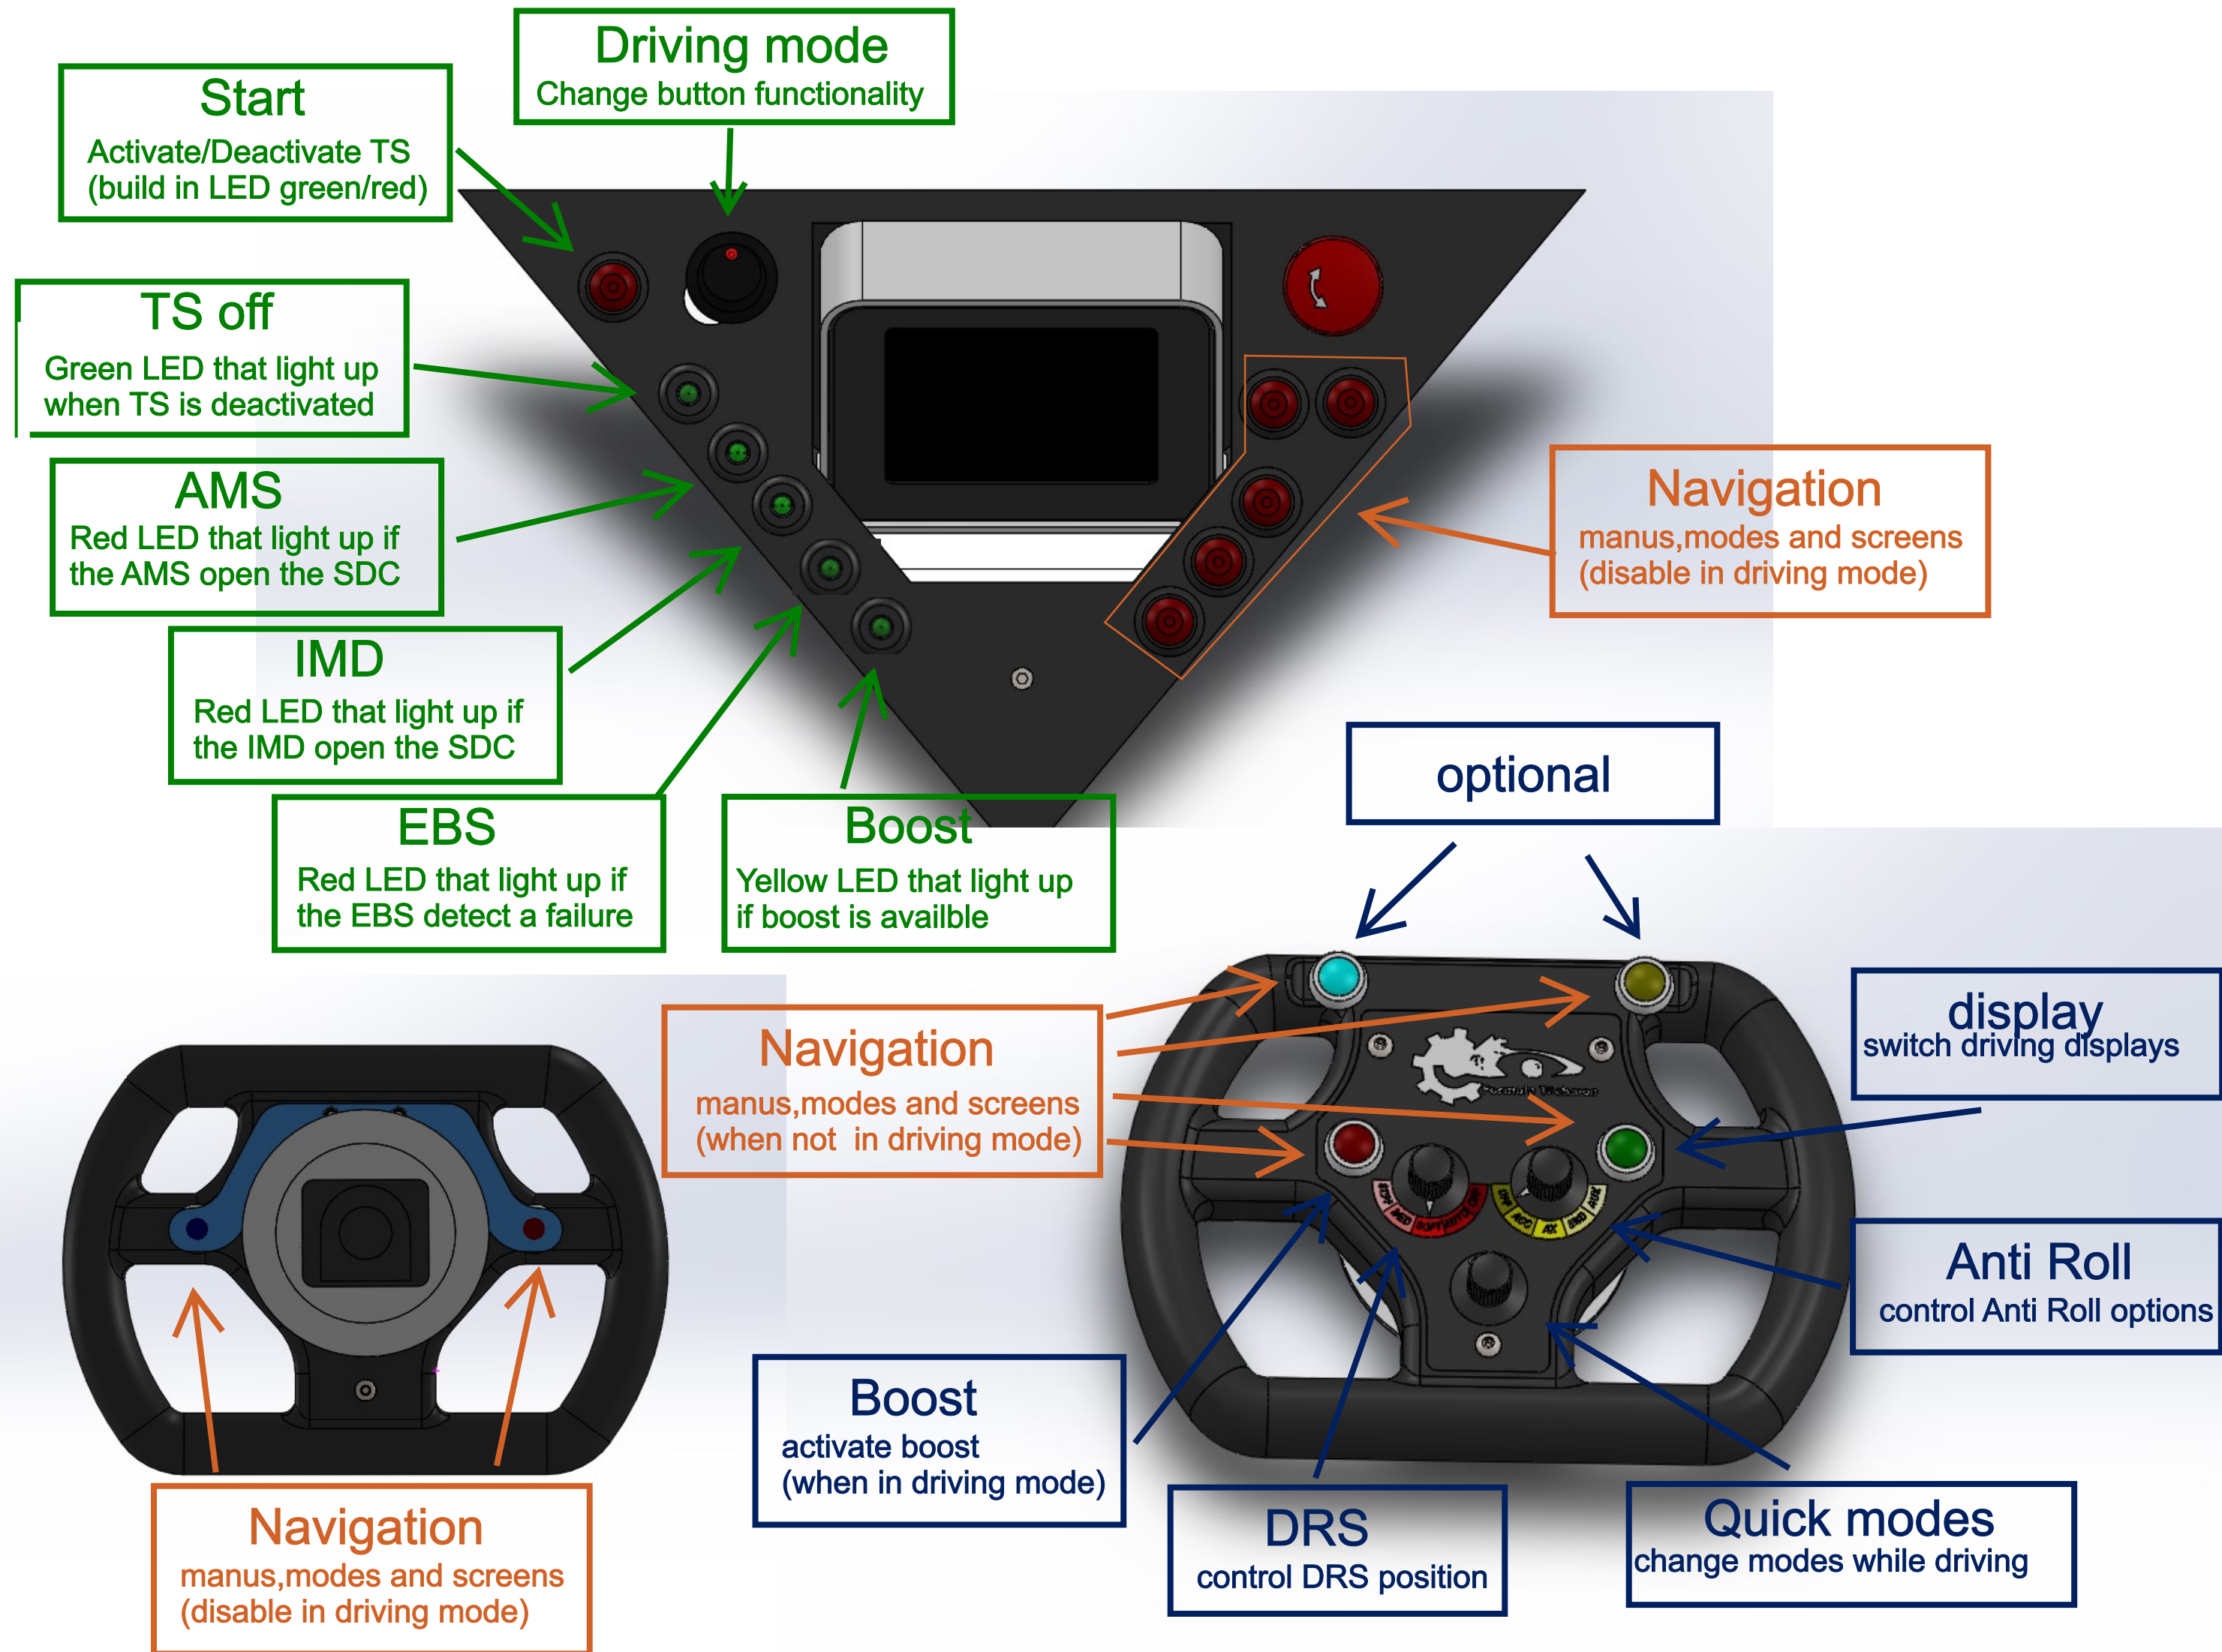 Driving mode
Change button functionality
Start
Activate/Deactivate TS
(build in LED green/red)
TS off
Green LED that light up
when TS is deactivated
AMS
Red LED that light up if
the AMS open the SDC
IMD
Red LED that light up if
the IMD open the SDC
EBS
Red LED that light up if
the EBS detect a failure
Boost
Yellow LED that light up
if boost is availble
Navigation
manus,modes and screens
(disable in driving mode)
optional
Navigation
manus,modes and screens
(when not in driving mode)
display
switch driving displays
Anti Roll
control Anti Roll options
Boost
activate boost
(when in driving mode)
DRS
control DRS position
Quick modes
change modes while driving
Navigation
manus,modes and screens
(disable in driving mode)
MED
SOFT
AUTO
ACC
AX